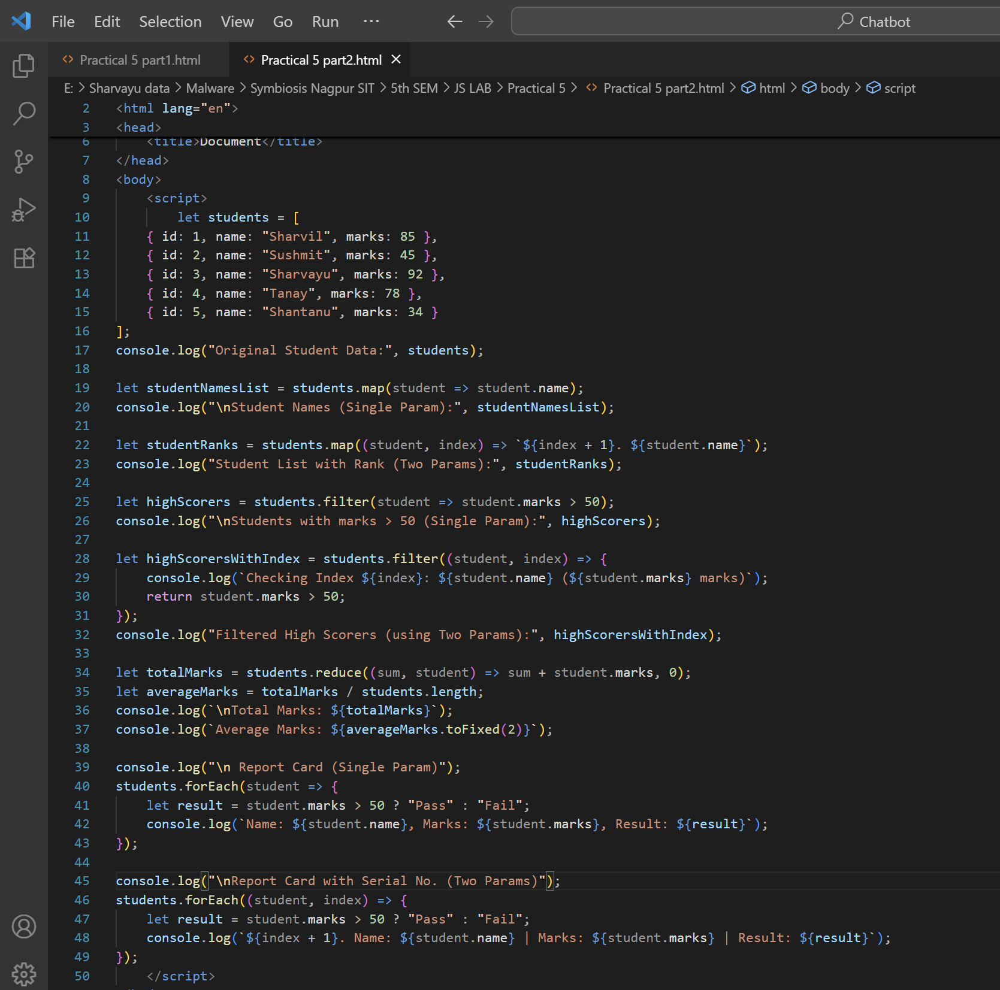 File Edit Selection View Go Run ··· Chatbot
Practical 5 part1.html Practical 5 part2.html
E: > Sharvayu data > Malware > Symbiosis Nagpur SIT > 5th SEM > JS LAB > Practical 5 > Practical 5 part2.html > html > body > script
2 <html lang="en">
3 <head>
6 <title>Document</title>
7 </head>
8 <body>
9 <script>
10 let students = [
11 { id: 1, name: "Sharvil", marks: 85 },
12 { id: 2, name: "Sushmit", marks: 45 },
13 { id: 3, name: "Sharvayu", marks: 92 },
14 { id: 4, name: "Tanay", marks: 78 },
15 { id: 5, name: "Shantanu", marks: 34 }
16 ];
17 console.log("Original Student Data:", students);
18
19 let studentNamesList = students.map(student => student.name);
20 console.log("\nStudent Names (Single Param):", studentNamesList);
21
22 let studentRanks = students.map((student, index) => `${index + 1}. ${student.name}`);
23 console.log("Student List with Rank (Two Params):", studentRanks);
24
25 let highScorers = students.filter(student => student.marks > 50);
26 console.log("\nStudents with marks > 50 (Single Param):", highScorers);
27
28 let highScorersWithIndex = students.filter((student, index) => {
29 console.log(`Checking Index ${index}: ${student.name} (${student.marks} marks)`);
30 return student.marks > 50;
31 });
32 console.log("Filtered High Scorers (using Two Params):", highScorersWithIndex);
33
34 let totalMarks = students.reduce((sum, student) => sum + student.marks, 0);
35 let averageMarks = totalMarks / students.length;
36 console.log(`\nTotal Marks: ${totalMarks}`);
37 console.log(`Average Marks: ${averageMarks.toFixed(2)}`);
38
39 console.log("\n Report Card (Single Param)");
40 students.forEach(student => {
41 let result = student.marks > 50 ? "Pass" : "Fail";
42 console.log(`Name: ${student.name}, Marks: ${student.marks}, Result: ${result}`);
43 });
44
45 console.log("\nReport Card with Serial No. (Two Params)");
46 students.forEach((student, index) => {
47 let result = student.marks > 50 ? "Pass" : "Fail";
48 console.log(`${index + 1}. Name: ${student.name} | Marks: ${student.marks} | Result: ${result}`);
49 });
50 </script>